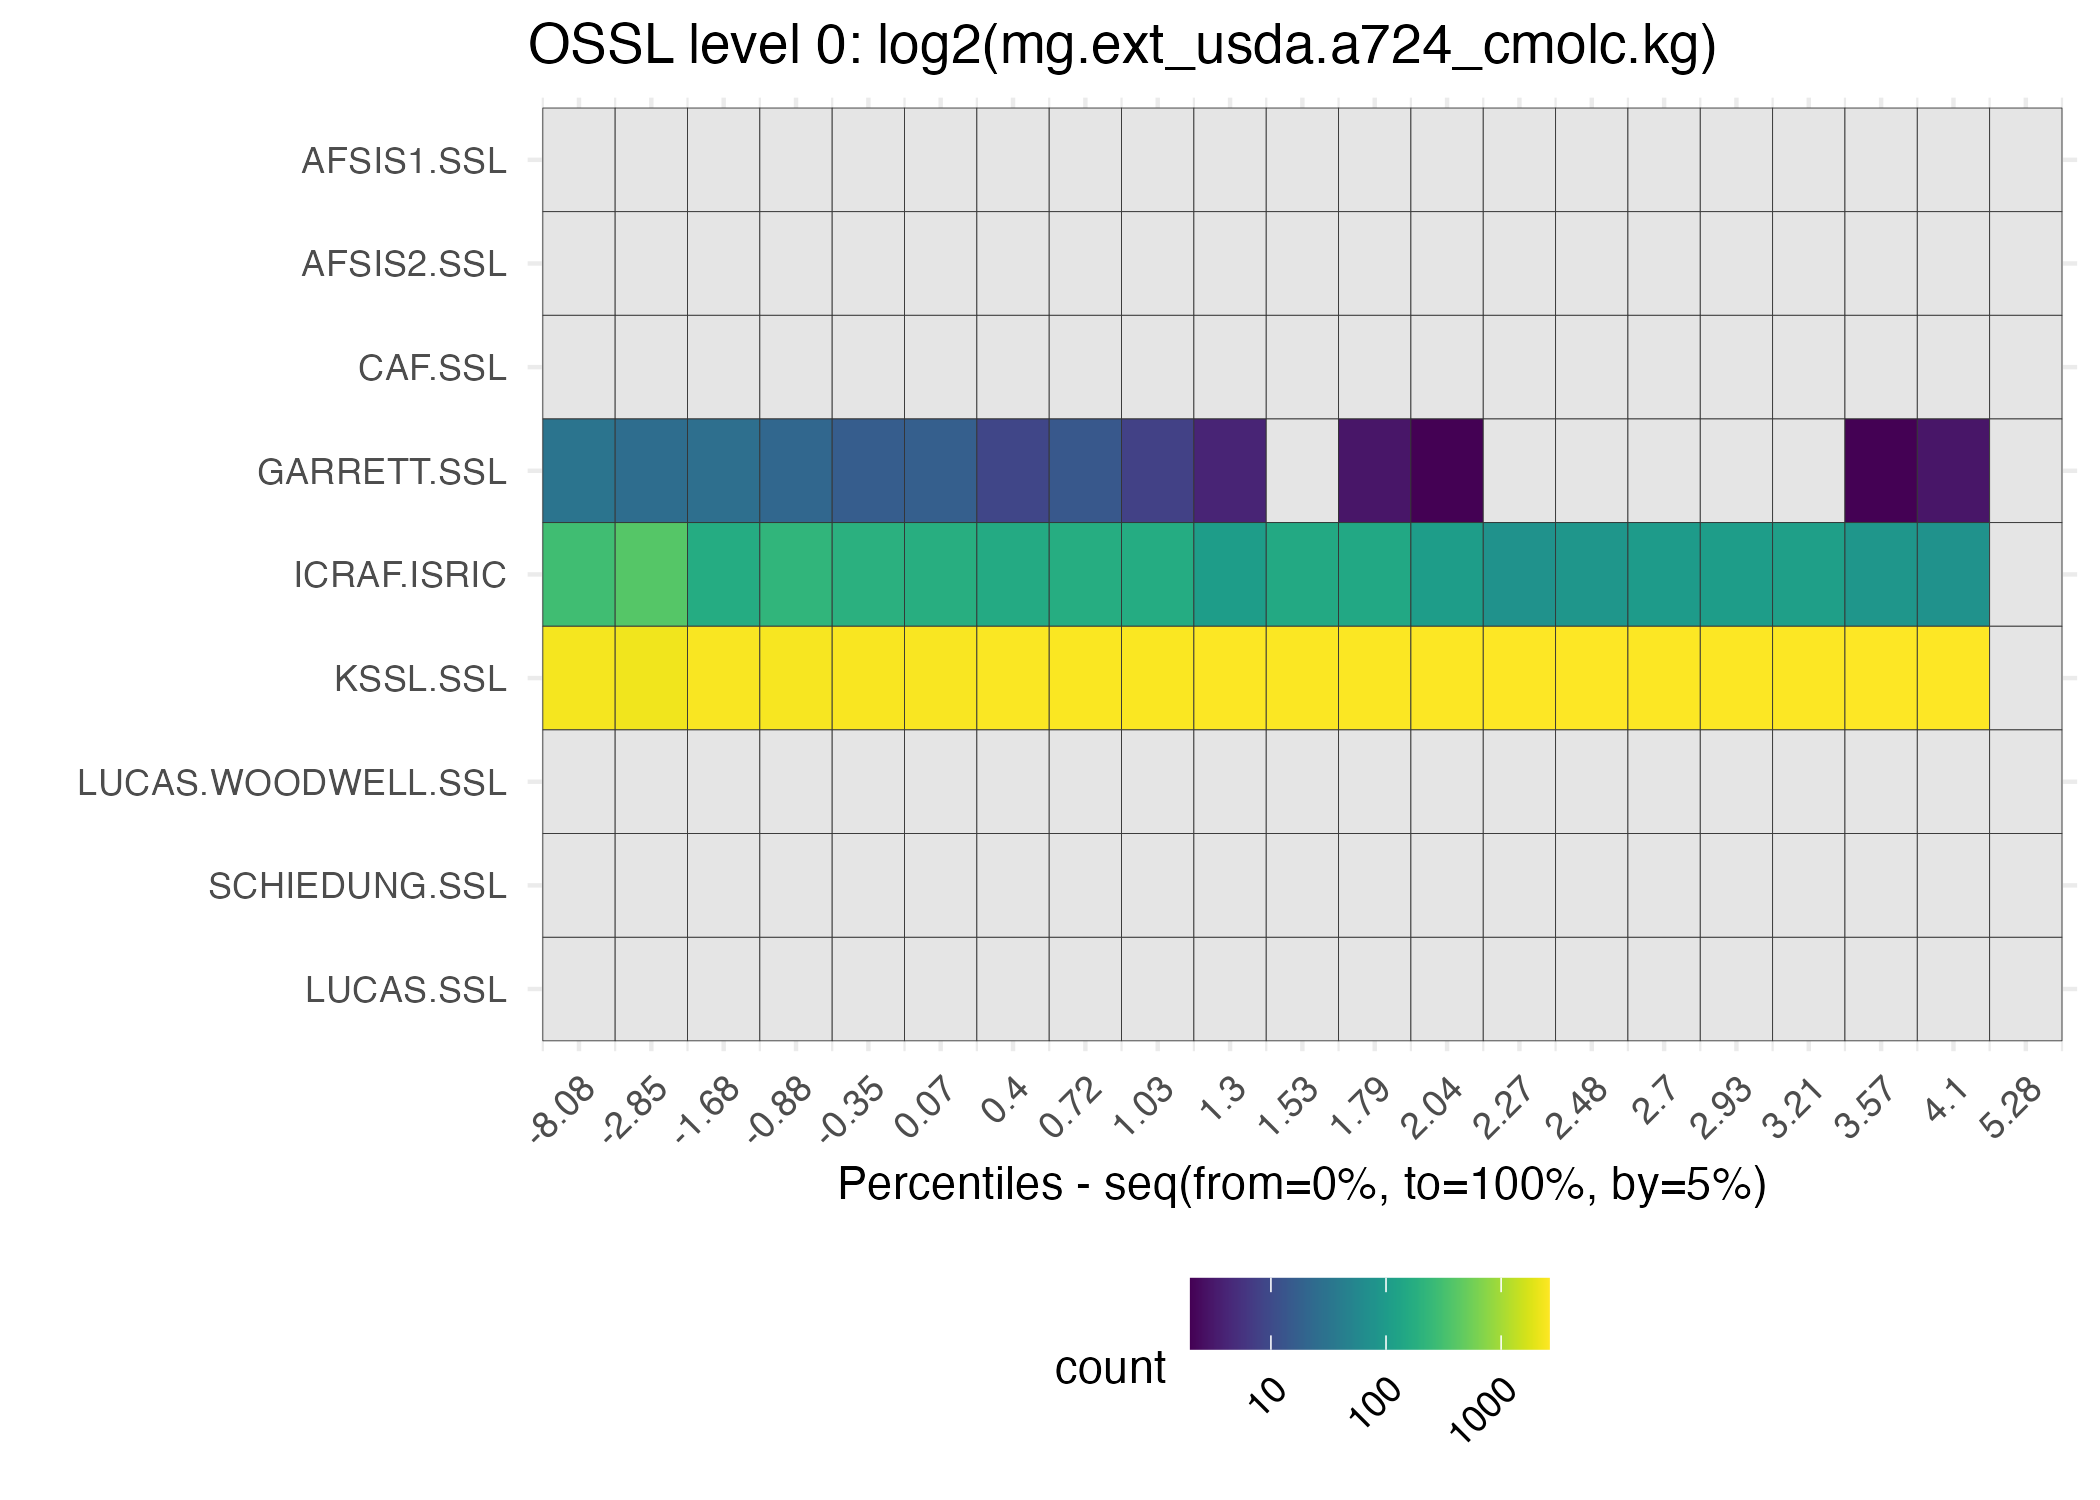 OSSL level 0: log2(mg.ext_usda.a724_cmolc.kg)
AFSIS1.SSL
AFSIS2.SSL
CAF.SSL
GARRETT.SSL
ICRAF.ISRIC
KSSL.SSL
LUCAS.WOODWELL.SSL
SCHIEDUNG.SSL
LUCAS.SSL
-8.08 -2.85 -1.68 -0.88 -0.35 0.07 0.4 0.72 1.03 1.3 1.53 1.79 2.04 2.27 2.48 2.7 2.93 3.21 3.57 4.1 5.28
Percentiles - seq(from=0%, to=100%, by=5%)
count
10 100 1000